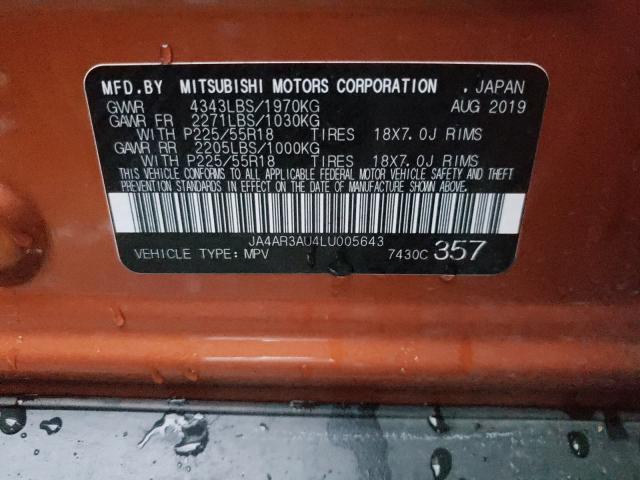 MFD.BY MITSUBISHI MOTORS CORPORATION , JAPAN
GVWR 4343LBS/1970KG AUG 2019
GAWR FR 2271LBS/1030KG
WITH P225/55R18 TIRES 18X7.0J RIMS
GAWR RR 2205LBS/1000KG
WITH P225/55R18 TIRES 18X7.0J RIMS
THIS VEHICLE CONFORMS TO ALL APPLICABLE FEDERAL MOTOR VEHICLE SAFETY AND THEFT
PREVENTION STANDARDS IN EFFECT ON THE DATE OF MANUFACTURE SHOWN ABOVE.
JA4AR3AU4LU005643
VEHICLE TYPE: MPV 7430C 357